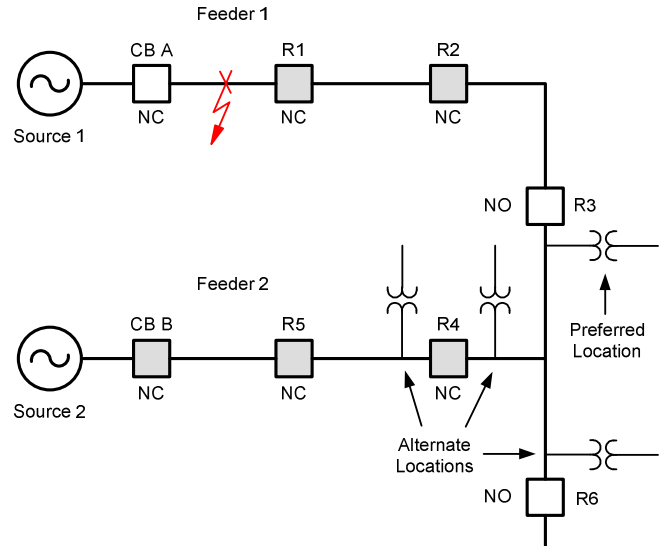 Feeder 1
CB A
R1
R2
Source 1
NC
NC
NC
NO
R3
Feeder 2
Preferred
Location
CB B
R5
R4
Source 2
NC
NC
NC
Alternate
Locations
NO
R6